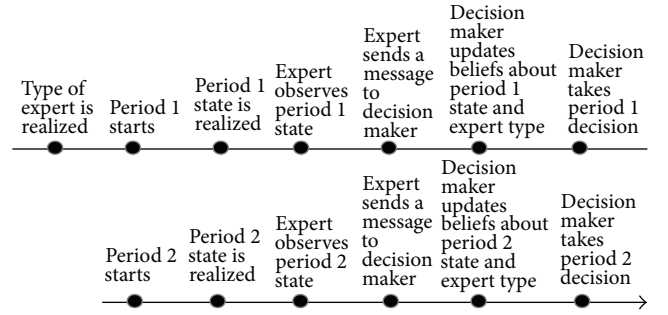 Type of
expert is
realized
Period 1
starts
Period 1
state is
realized
Expert
observes
period 1
state
Expert
sends a
message
to
decision
maker
Decision
maker
updates
beliefs about
period 1
state and
expert type
Decision
maker
takes
period 1
decision
Period 2
starts
Period 2
state is
realized
Expert
observes
period 2
state
Expert
sends a
message
to
decision
maker
Decision
maker
updates
beliefs about
period 2
state and
expert type
Decision
maker
takes
period 2
decision